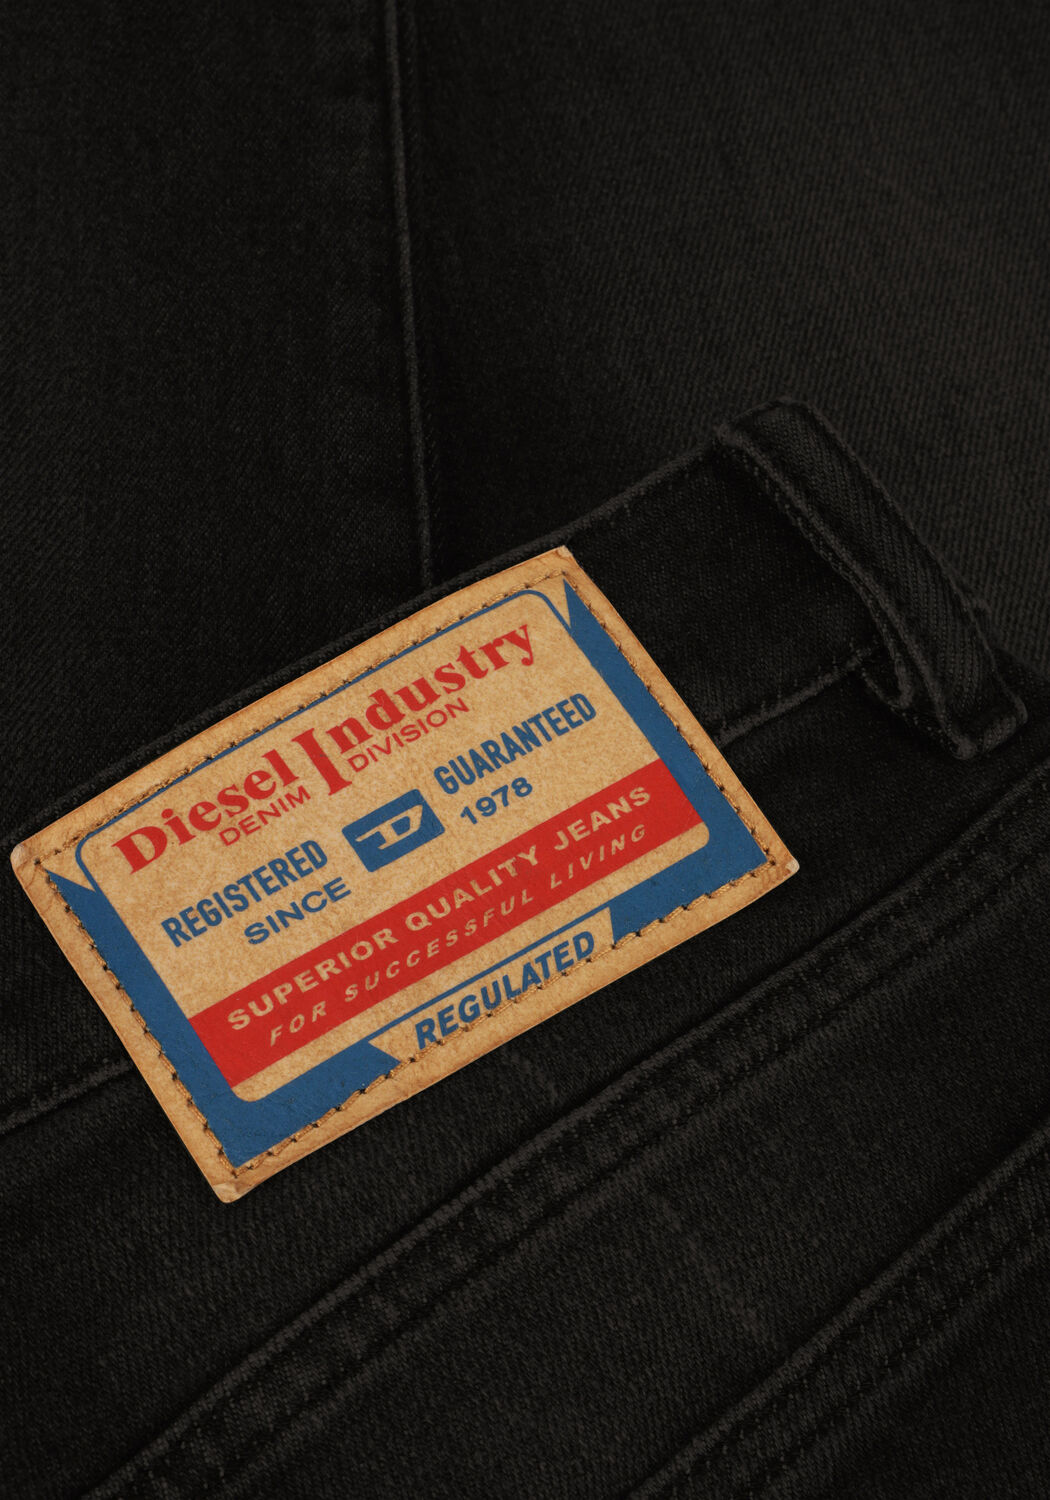 Diesel Industry
DENIM DIVISION
REGISTERED D GUARANTEED
SINCE 1978
SUPERIOR QUALITY JEANS
FOR SUCCESSFUL LIVING
REGULATED